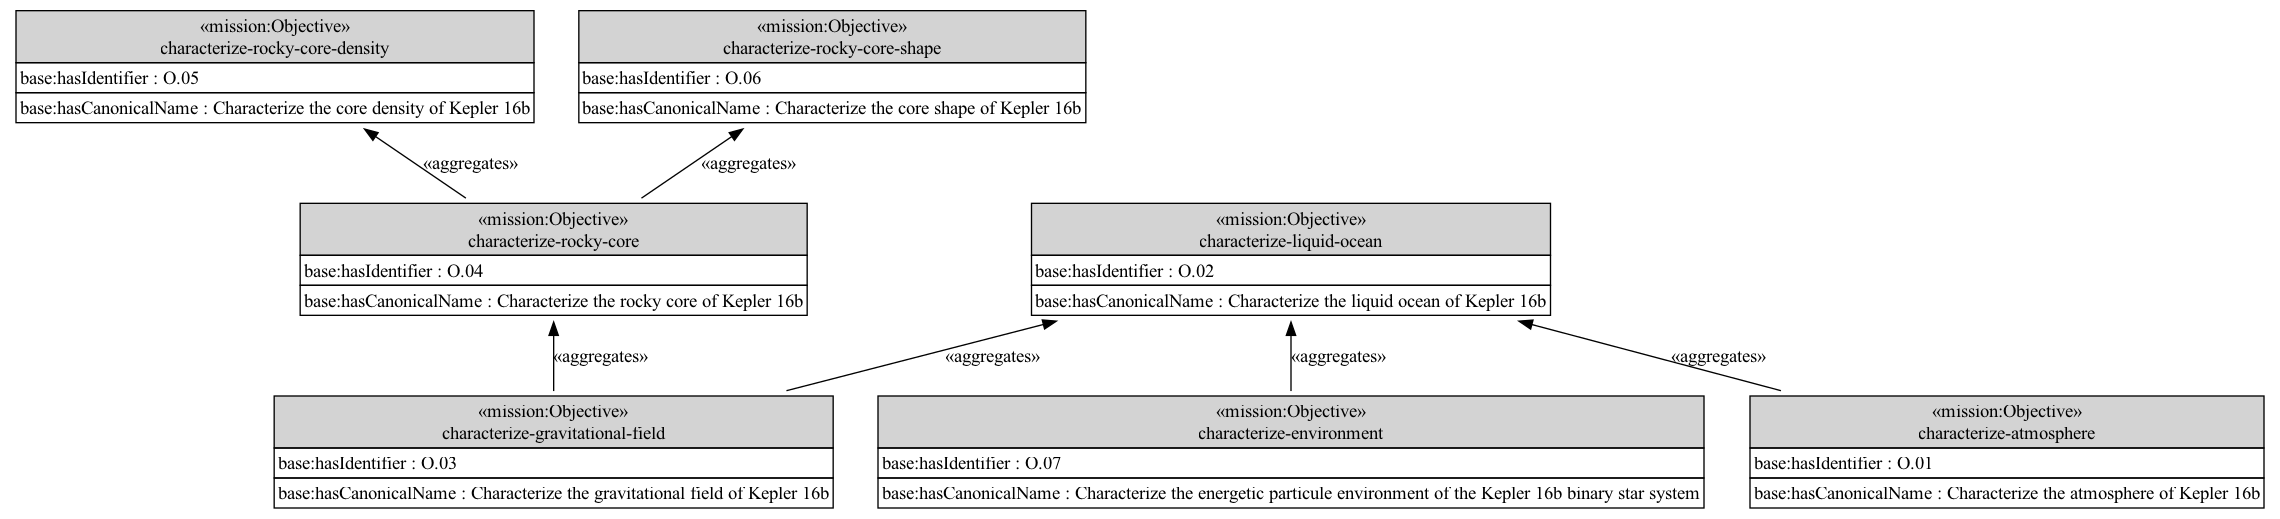 «mission:Objective»
characterize-rocky-core-density
base:hasIdentifier : O.05
base:hasCanonicalName : Characterize the core density of Kepler 16b
«mission:Objective»
characterize-rocky-core-shape
base:hasIdentifier : O.06
base:hasCanonicalName : Characterize the core shape of Kepler 16b
«aggregates»
«aggregates»
«mission:Objective»
characterize-rocky-core
base:hasIdentifier : O.04
base:hasCanonicalName : Characterize the rocky core of Kepler 16b
«mission:Objective»
characterize-liquid-ocean
base:hasIdentifier : O.02
base:hasCanonicalName : Characterize the liquid ocean of Kepler 16b
«aggregates»
«aggregates»
«aggregates»
«aggregates»
«mission:Objective»
characterize-gravitational-field
base:hasIdentifier : O.03
base:hasCanonicalName : Characterize the gravitational field of Kepler 16b
«mission:Objective»
characterize-environment
base:hasIdentifier : O.07
base:hasCanonicalName : Characterize the energetic particule environment of the Kepler 16b binary star system
«mission:Objective»
characterize-atmosphere
base:hasIdentifier : O.01
base:hasCanonicalName : Characterize the atmosphere of Kepler 16b